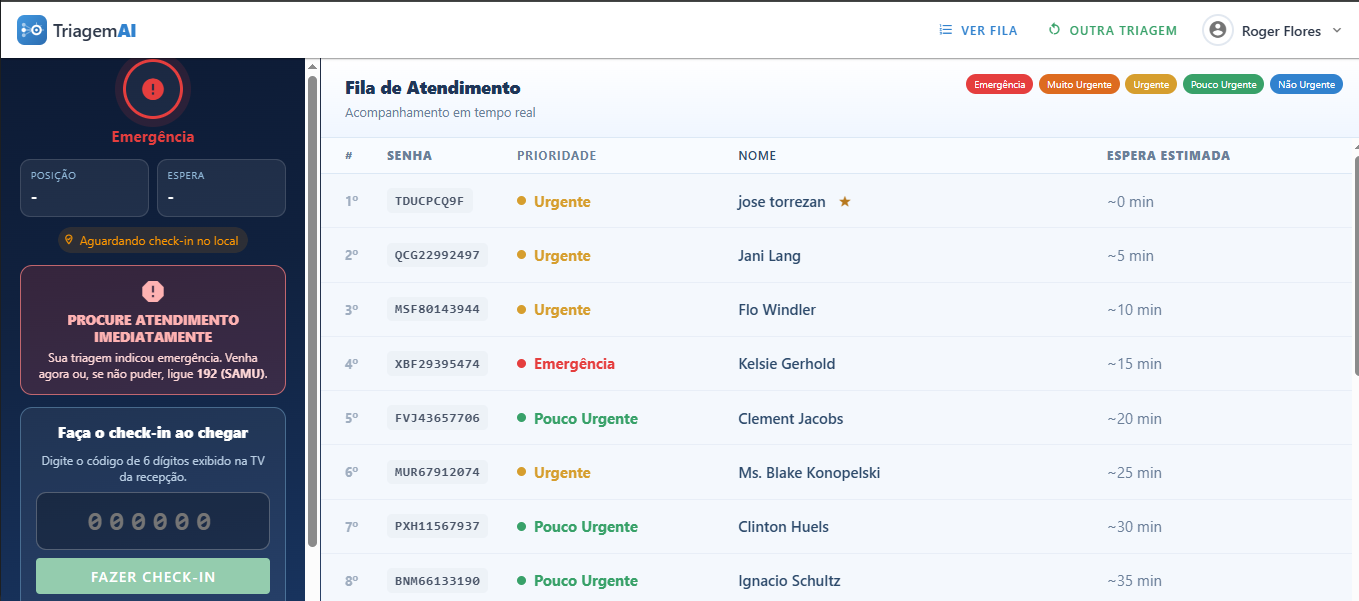 TriagemAI
VER FILA
OUTRA TRIAGEM
Roger Flores
Emergência
POSIÇÃO
-
ESPERA
-
Aguardando check-in no local
PROCURE ATENDIMENTO
IMEDIATAMENTE
Sua triagem indicou emergência. Venha
agora ou, se não puder, ligue 192 (SAMU).
Faça o check-in ao chegar
Digite o código de 6 dígitos exibido na TV
da recepção.
000000
FAZER CHECK-IN
Fila de Atendimento
Acompanhamento em tempo real
Emergência Muito Urgente Urgente Pouco Urgente Não Urgente
# SENHA PRIORIDADE NOME ESPERA ESTIMADA
1º TDUCPCQ9F Urgente jose torrezan ★ ~0 min
2º QCG22992497 Urgente Jani Lang ~5 min
3º MSF80143944 Urgente Flo Windler ~10 min
4º XBF29395474 Emergência Kelsie Gerhold ~15 min
5º FVJ43657706 Pouco Urgente Clement Jacobs ~20 min
6º MUR67912074 Urgente Ms. Blake Konopelski ~25 min
7º PXH11567937 Pouco Urgente Clinton Huels ~30 min
8º BNM66133190 Pouco Urgente Ignacio Schultz ~35 min